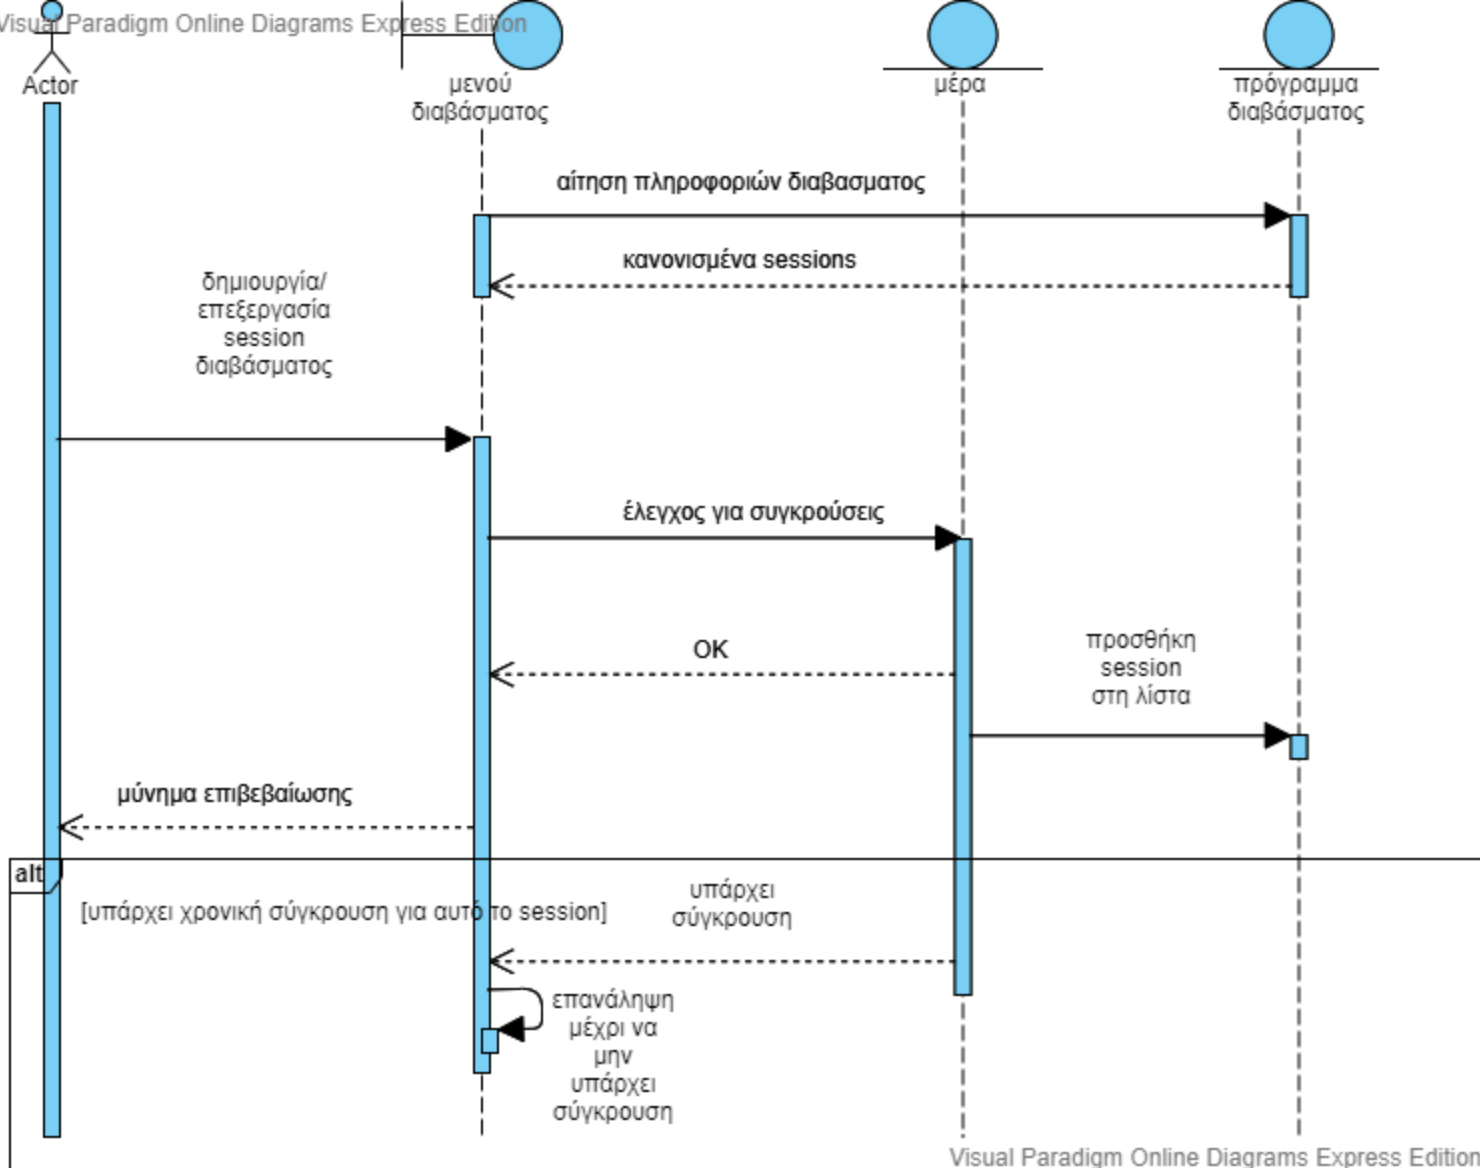 Visual Paradigm Online Diagrams Express Edition
Actor
μενού
διαβάσματος
μέρα
πρόγραμμα
διαβάσματος
αίτηση πληροφοριών διαβασματος
κανονισμένα sessions
δημιουργία/
επεξεργασία
session
διαβάσματος
έλεγχος για συγκρούσεις
OK
προσθήκη
session
στη λίστα
μύνημα επιβεβαίωσης
alt
[υπάρχει χρονική σύγκρουση για αυτό το session]
υπάρχει
σύγκρουση
επανάληψη
μέχρι να
μην
υπάρχει
σύγκρουση
Visual Paradigm Online Diagrams Express Edition